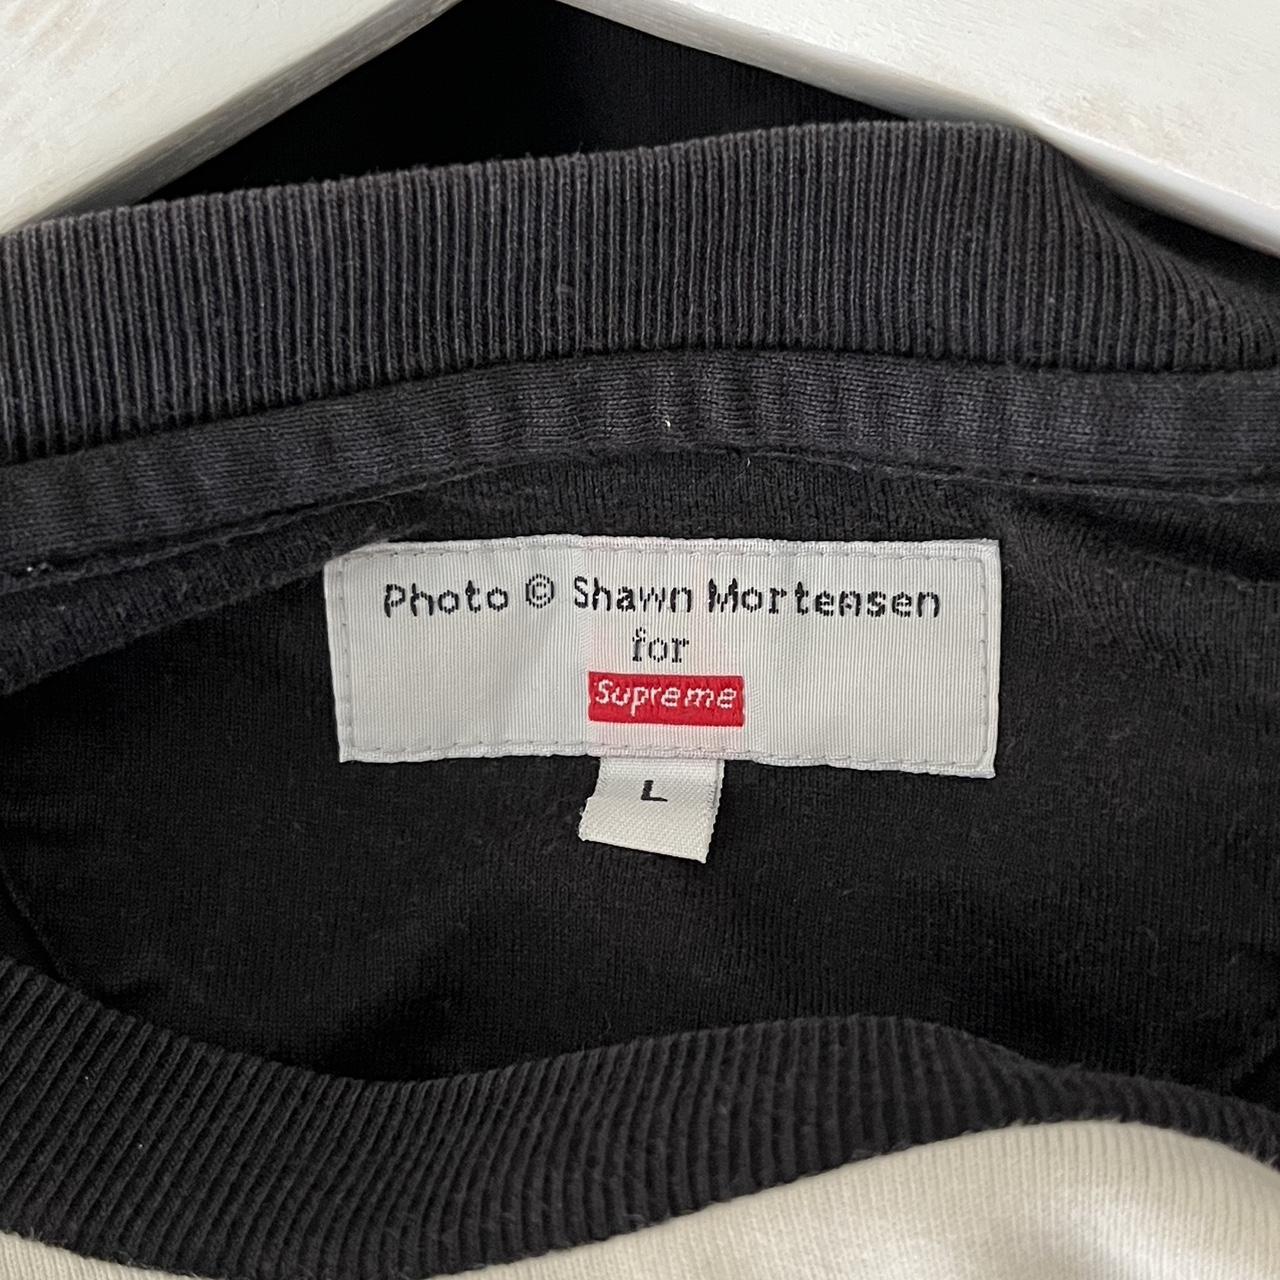 Photo © Shawn Mortensen
for
Supreme
L